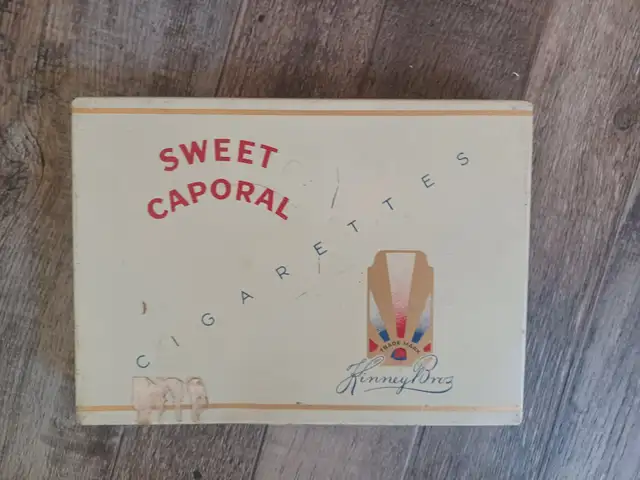 SWEET
CAPORAL
CIGARETTES
TRADE MARK
Kinney Bros